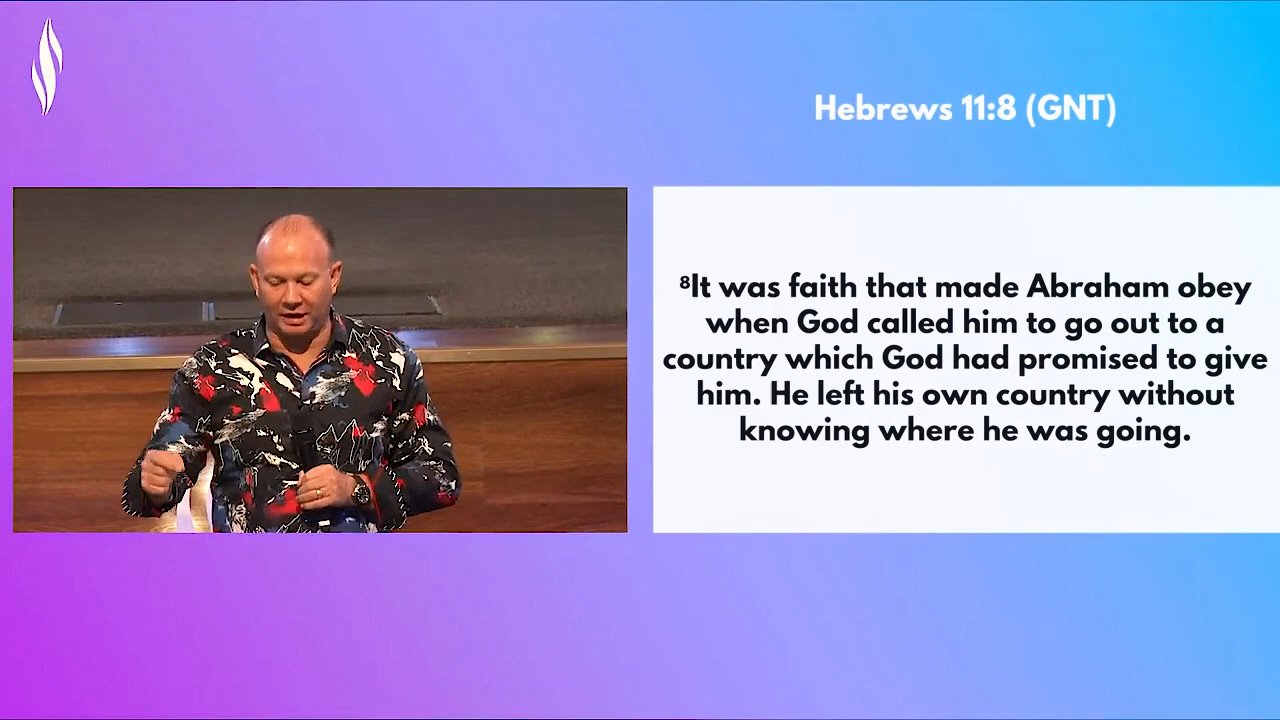 Hebrews 11:8 (GNT)
⁸It was faith that made Abraham obey
when God called him to go out to a
country which God had promised to give
him. He left his own country without
knowing where he was going.